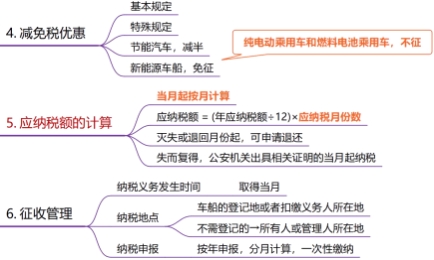 4. 减免税优惠
基本规定
特殊规定
节能汽车，减半
新能源车船，免征
纯电动乘用车和燃料电池乘用车，不征
5. 应纳税额的计算
当月起按月计算
应纳税额 = (年应纳税额÷12)×应纳税月份数
灭失或退回月份起，可申请退还
失而复得，公安机关出具相关证明的当月起纳税
6. 征收管理
纳税义务发生时间 取得当月
纳税地点
车船的登记地或者扣缴义务人所在地
不需登记的→所有人或管理人所在地
纳税申报 按年申报，分月计算，一次性缴纳